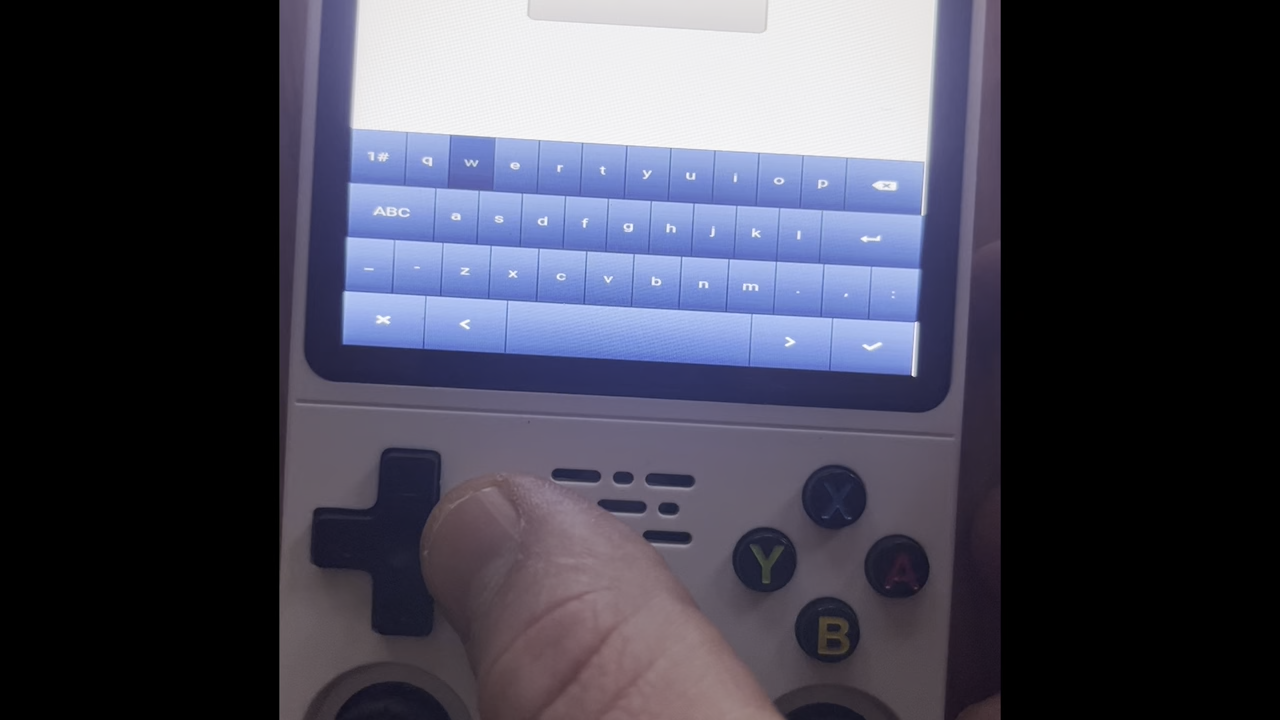 1# q w e r t y u i o p
ABC a s d f g h j k l
_ - z x c v b n m . , :
< >
X
Y A
B